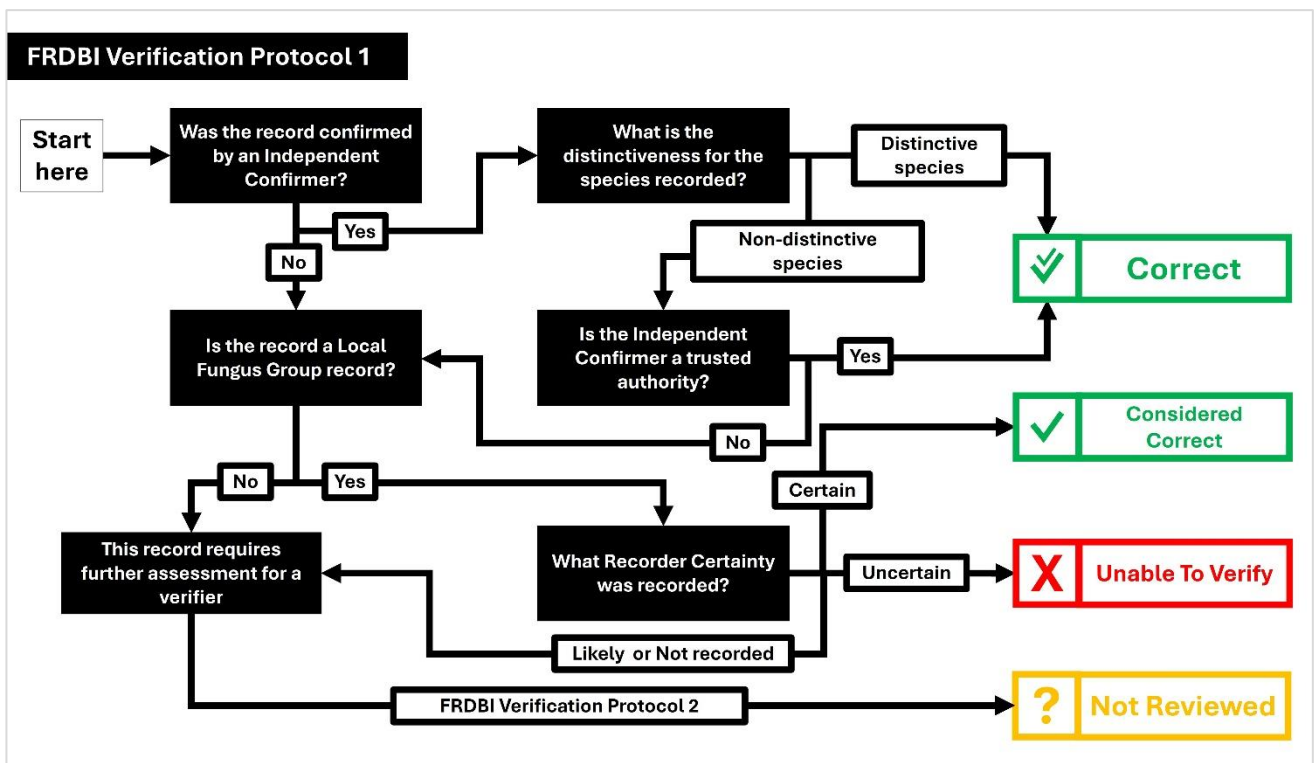 FRDBI Verification Protocol 1
Start
here
Was the record confirmed
by an Independent
Confirmer?
What is the
distinctiveness for the
species recorded?
Distinctive
species
Yes
Non-distinctive
species
No
Correct
Is the record a Local
Fungus Group record?
Is the Independent
Confirmer a trusted
authority?
Yes
No
Considered
Correct
No
Yes
Certain
This record requires
further assessment for a
verifier
What Recorder Certainty
was recorded?
Uncertain
X
Unable To Verify
Likely or Not recorded
FRDBI Verification Protocol 2
?
Not Reviewed